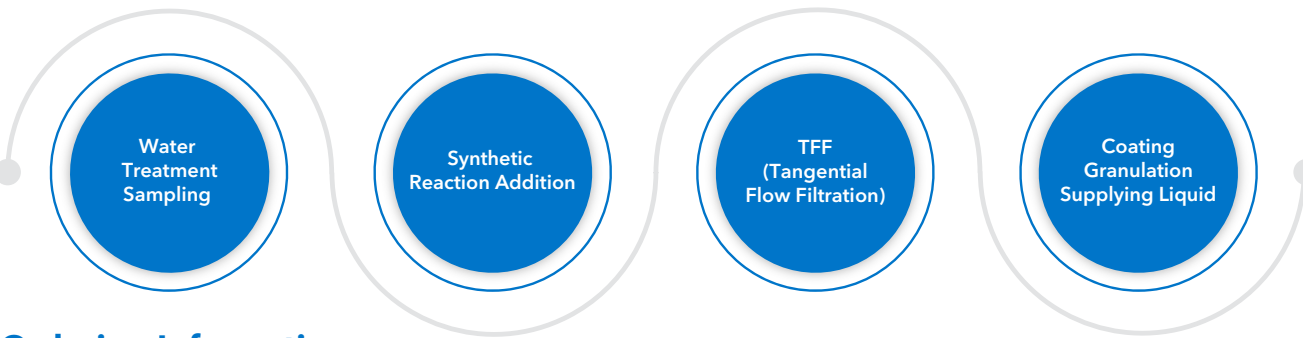 Water
Treatment
Sampling
Synthetic
Reaction Addition
TFF
(Tangential
Flow Filtration)
Coating
Granulation
Supplying Liquid